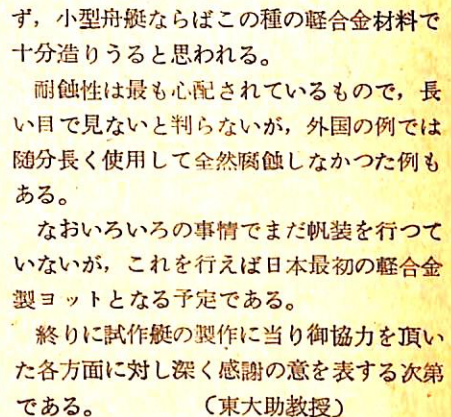 ず，小型舟艇ならばこの種の軽合金材料で
十分造りうると思われる。
耐蝕性は最も心配されているもので，長
い目で見ないと判らないが，外国の例では
随分長く使用して全然腐蝕しなかつた例も
ある。
なおいろいろの事情でまだ帆装を行つて
いないが，これを行えば日本最初の軽合金
製ヨットとなる予定である。
終りに試作艇の製作に当り御協力を頂い
た各方面に対し深く感謝の意を表する次第
である。　　　　（東大助教授）